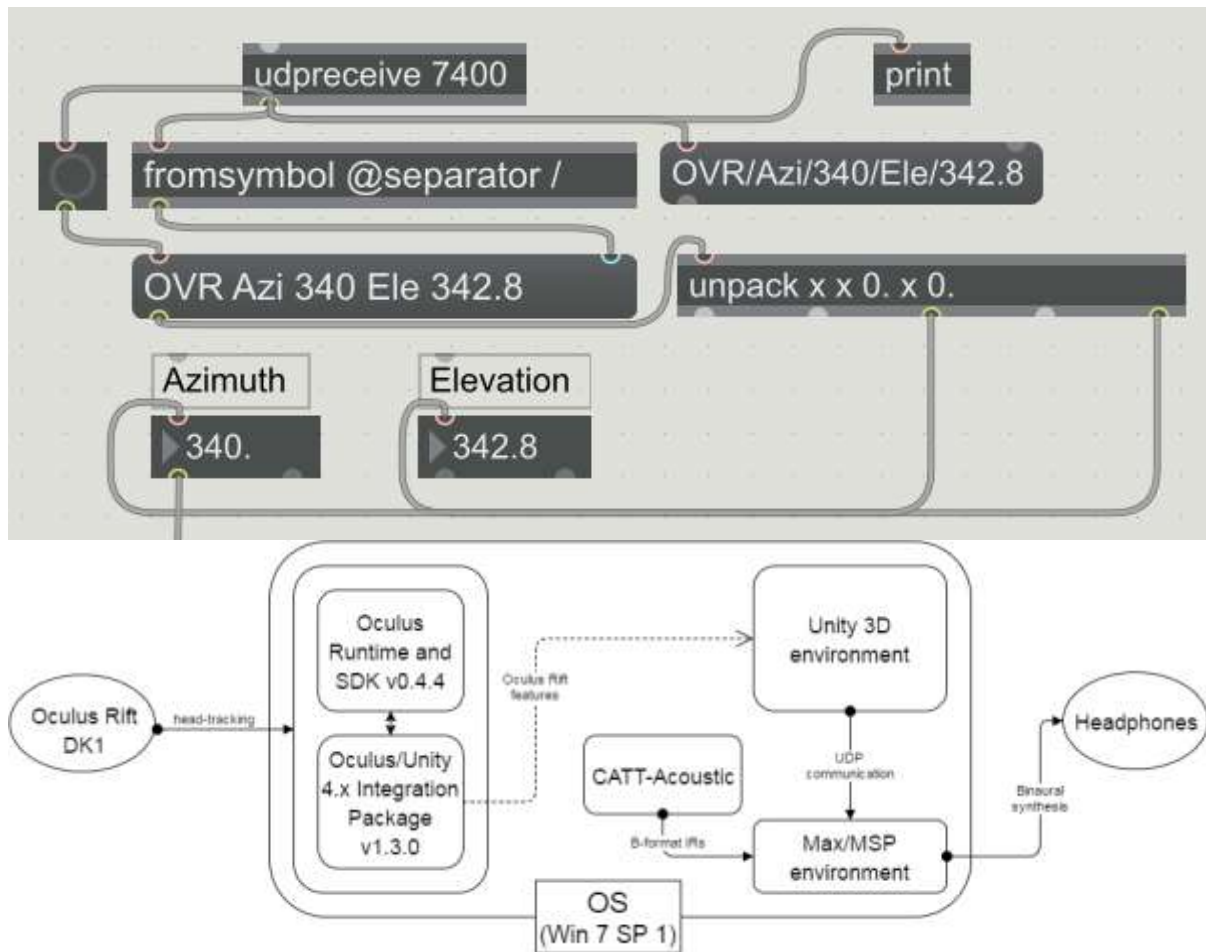 udpreceive 7400
print
fromsymbol @separator /
OVR/Azi/340/Ele/342.8
OVR Azi 340 Ele 342.8
unpack x x 0. x 0.
Azimuth
Elevation
340.
342.8
Oculus Rift
DK1
head-tracking
Oculus
Runtime and
SDK v0.4.4
Oculus/Unity
4.x Integration
Package
v1.3.0
Oculus Rift
features
Unity 3D
environment
CATT-Acoustic
UDP
communication
B-format IRs
Max/MSP
environment
Binaural
synthesis
Headphones
OS
(Win 7 SP 1)